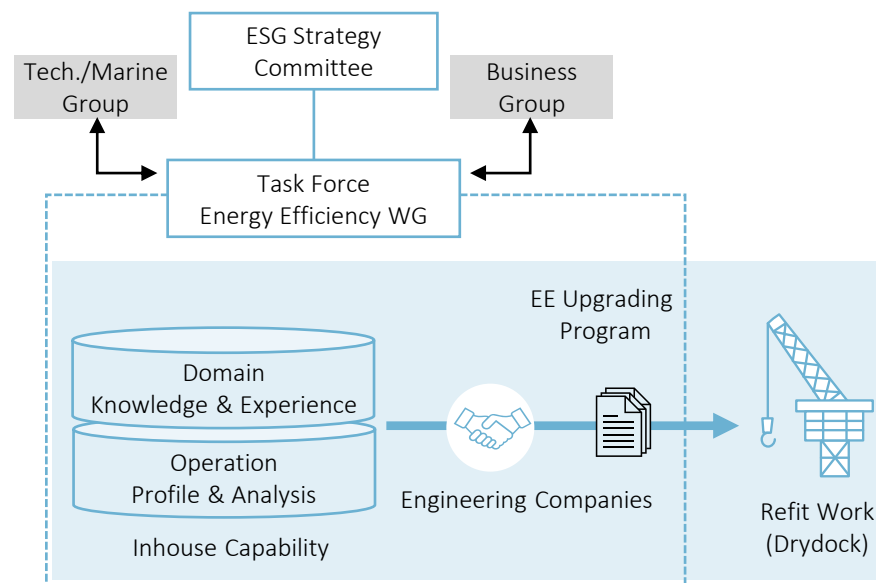 ESG Strategy
Committee
Tech./Marine
Group
Business
Group
Task Force
Energy Efficiency WG
EE Upgrading
Program
Domain
Knowledge & Experience
Operation
Profile & Analysis
Inhouse Capability
Engineering Companies
Refit Work
(Drydock)